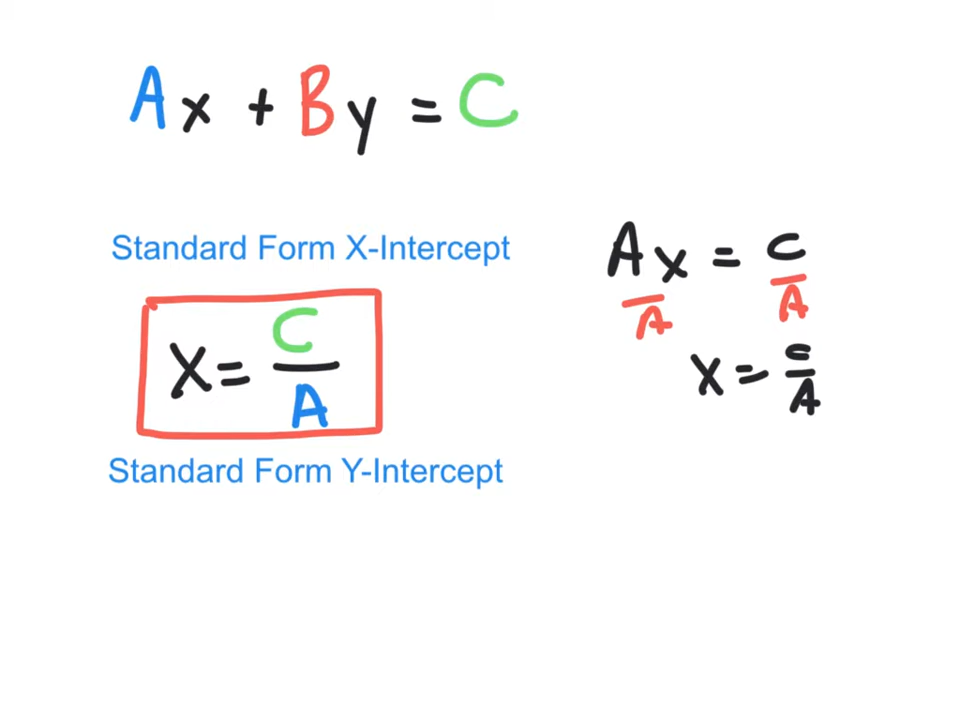 Ax + By = C
Standard Form X-Intercept
X = C/A
Standard Form Y-Intercept
Ax = C
A A
X = C/A